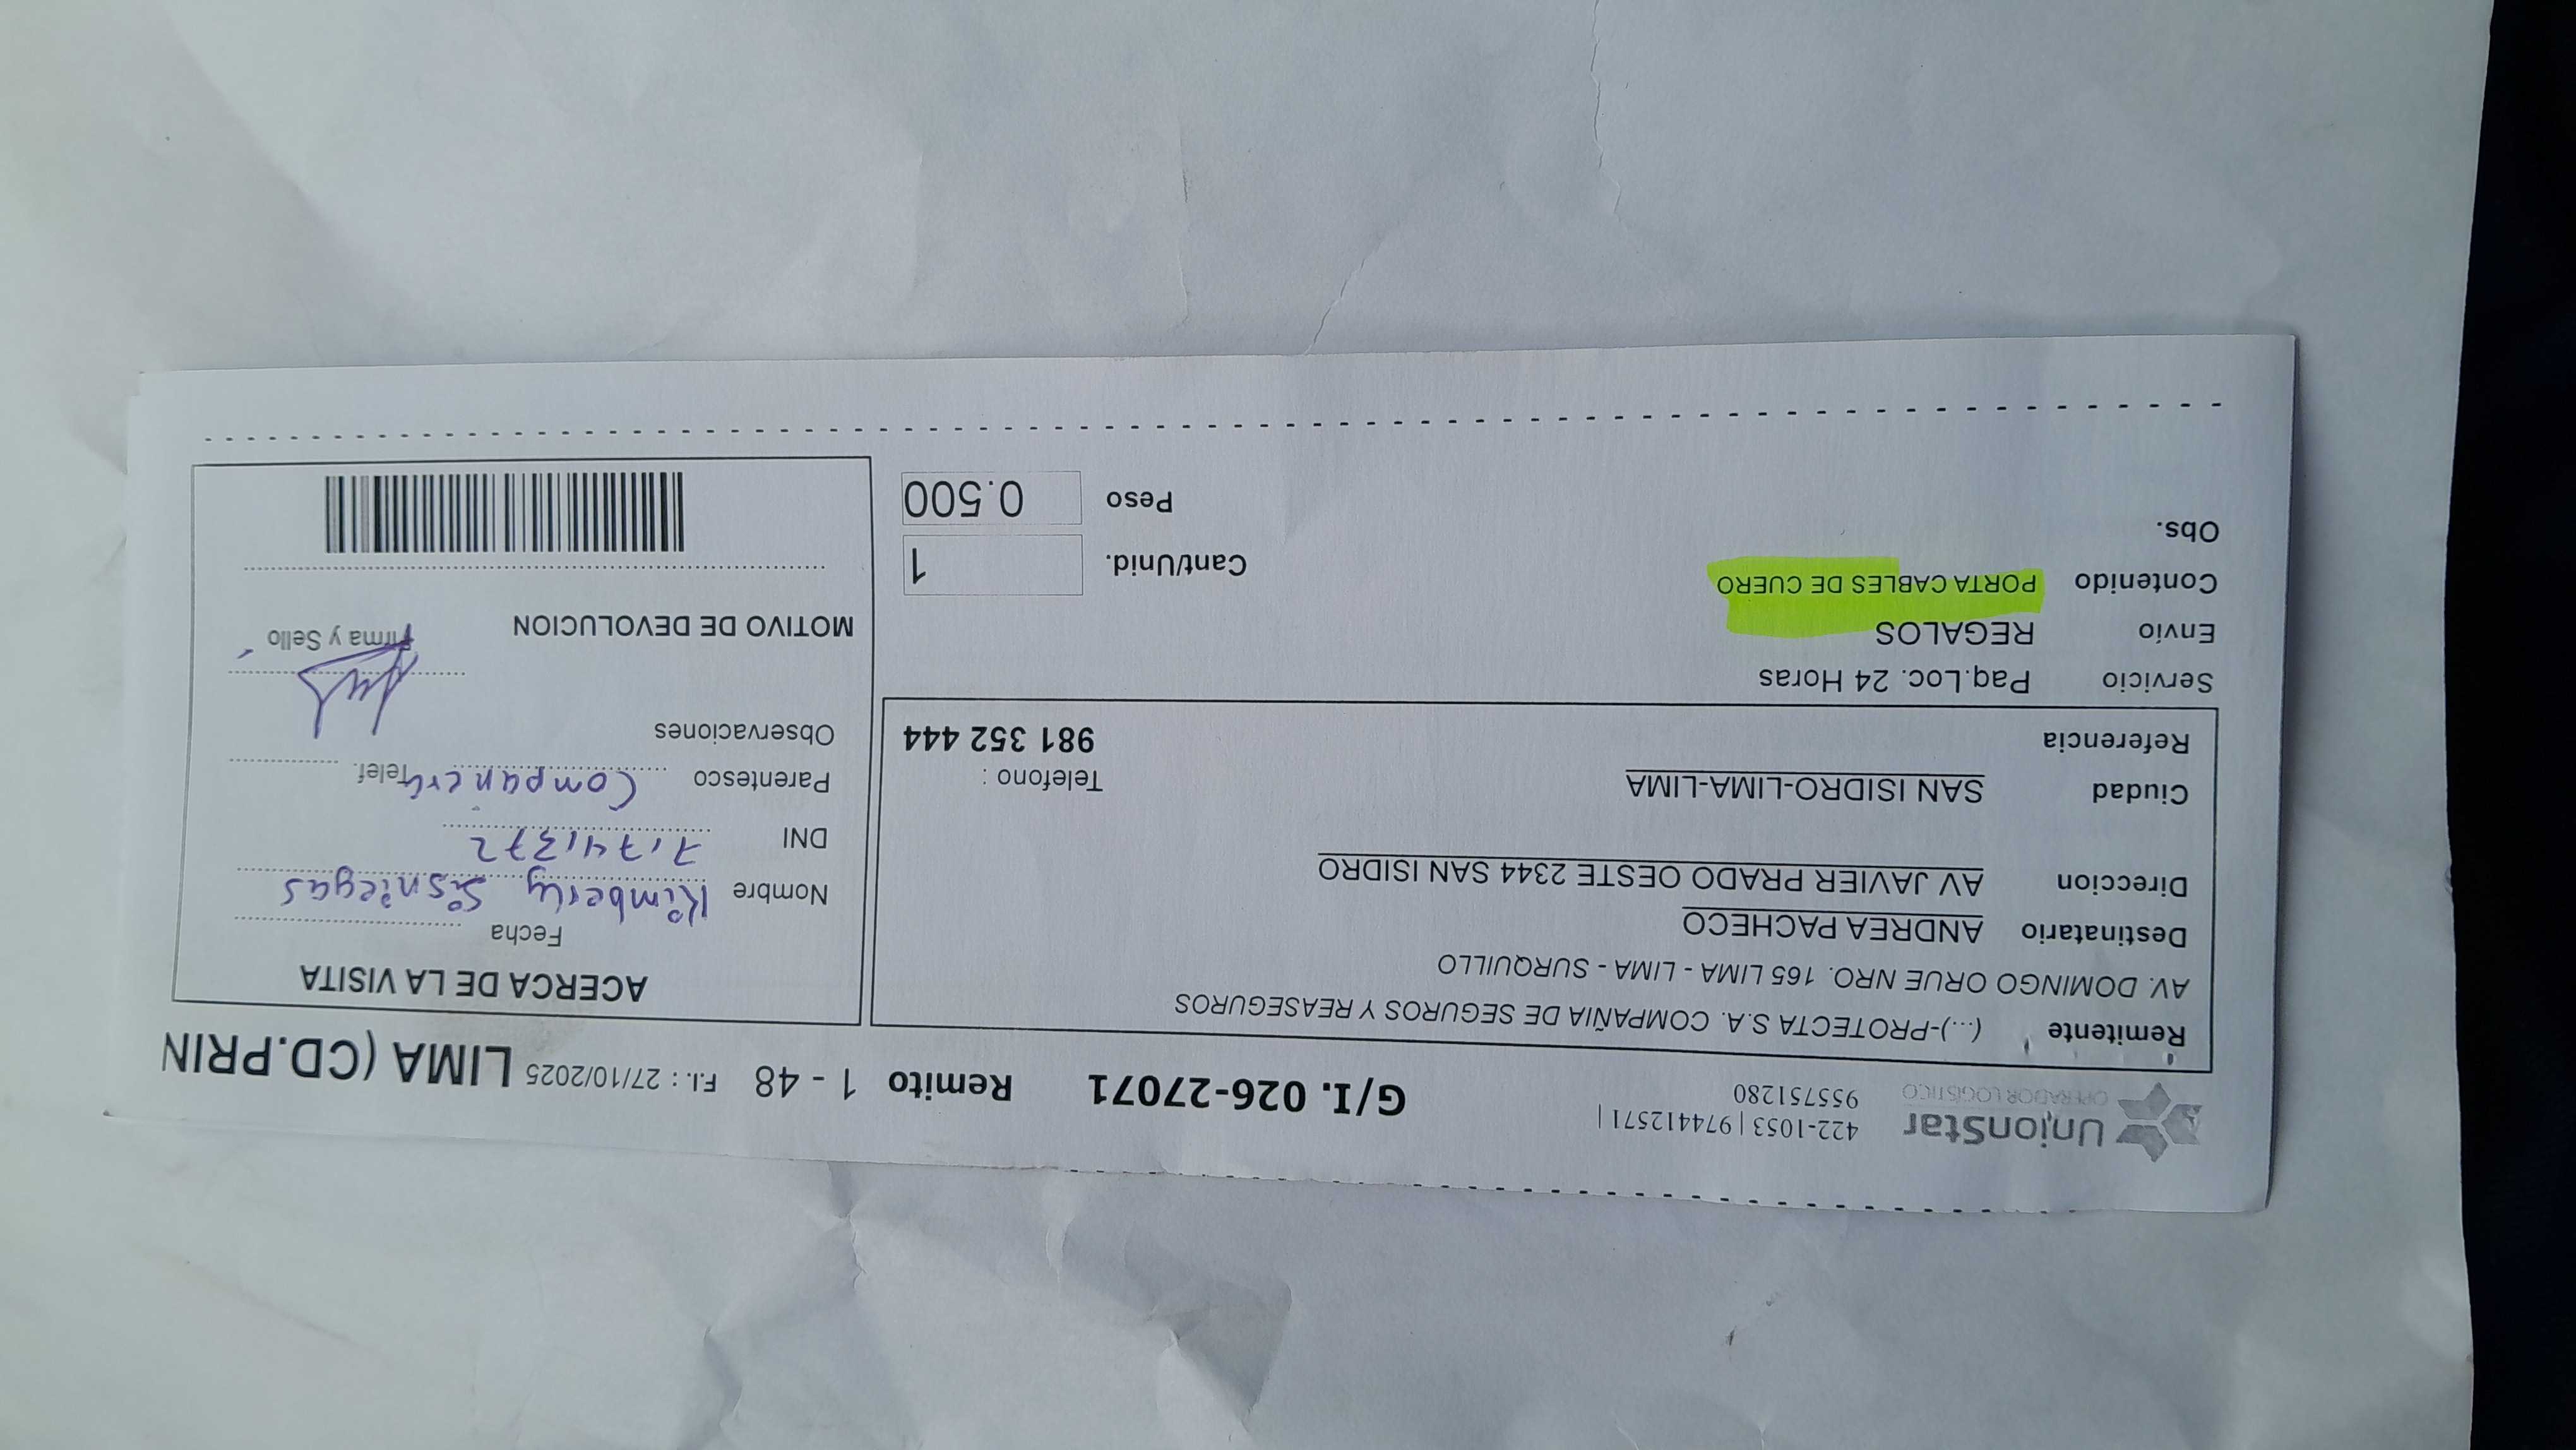 UnionStar
OPERADOR LOGÍSTICO
422-1053 | 974412571 |
955751280
G/I. 026-27071
Remito 1 - 48 F.I. : 27/10/2025 LIMA (CD.PRIN
Remitente (...)-PROTECTA S.A. COMPAÑIA DE SEGUROS Y REASEGUROS
AV. DOMINGO ORUE NRO. 165 LIMA - LIMA - SURQUILLO
Destinatario ANDREA PACHECO
Direccion AV JAVIER PRADO OESTE 2344 SAN ISIDRO
Ciudad SAN ISIDRO-LIMA-LIMA
Telefono :
Referencia 981 352 444
Servicio Paq.Loc. 24 Horas
Envío REGALOS
Contenido PORTA CABLES DE CUERO
Obs.
Cant/Unid. 1
Peso 0.500
ACERCA DE LA VISITA
Fecha
Nombre Kimberly Sisniegas
DNI 71741372
Parentesco Compañera Telef.
Observaciones
Firma y Sello
MOTIVO DE DEVOLUCION